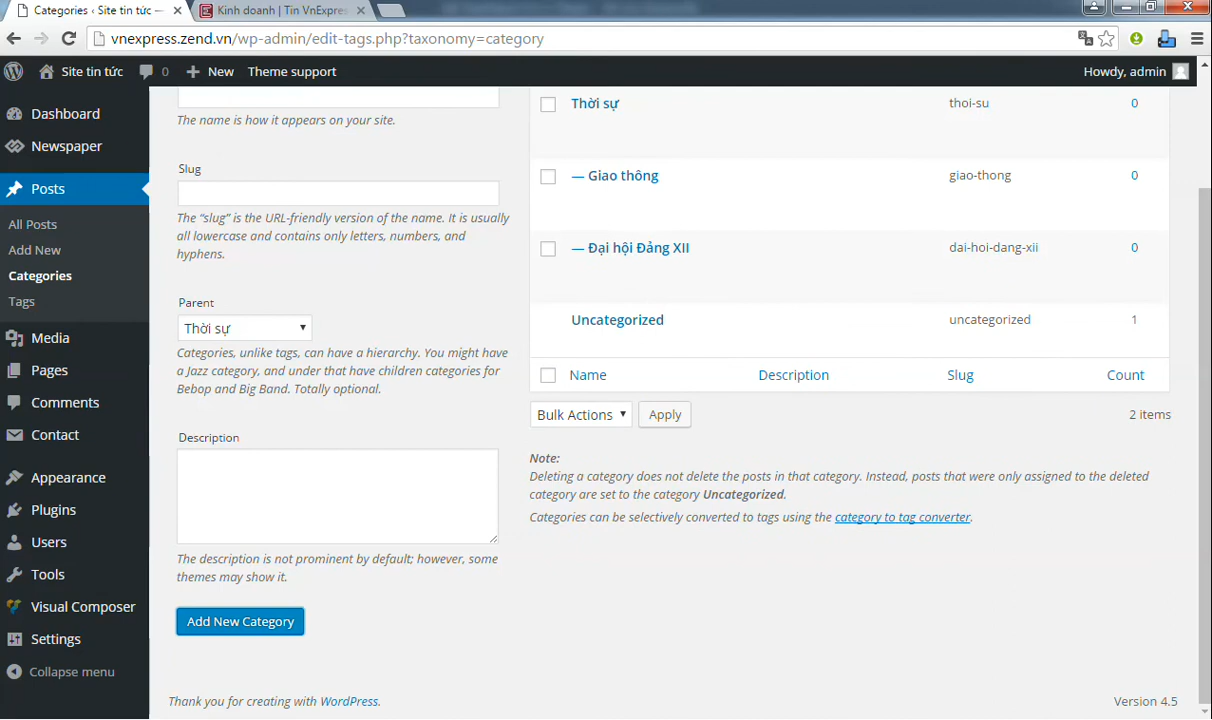 Categories ‹ Site tin tức —
Kinh doanh | Tin VnExpres
vnexpress.zend.vn/wp-admin/edit-tags.php?taxonomy=category
Site tin tức
0
New
Theme support
Howdy, admin
Dashboard
Newspaper
Posts
All Posts
Add New
Categories
Tags
Media
Pages
Comments
Contact
Appearance
Plugins
Users
Tools
Visual Composer
Settings
Collapse menu
The name is how it appears on your site.
Slug
The “slug” is the URL-friendly version of the name. It is usually
all lowercase and contains only letters, numbers, and
hyphens.
Parent
Thời sự
Categories, unlike tags, can have a hierarchy. You might have
a Jazz category, and under that have children categories for
Bebop and Big Band. Totally optional.
Description
The description is not prominent by default; however, some
themes may show it.
Add New Category
Thời sự thoi-su 0
— Giao thông giao-thong 0
— Đại hội Đảng XII dai-hoi-dang-xii 0
Uncategorized uncategorized 1
Name Description Slug Count
Bulk Actions Apply 2 items
Note:
Deleting a category does not delete the posts in that category. Instead, posts that were only assigned to the deleted
category are set to the category Uncategorized.
Categories can be selectively converted to tags using the category to tag converter.
Thank you for creating with WordPress.
Version 4.5